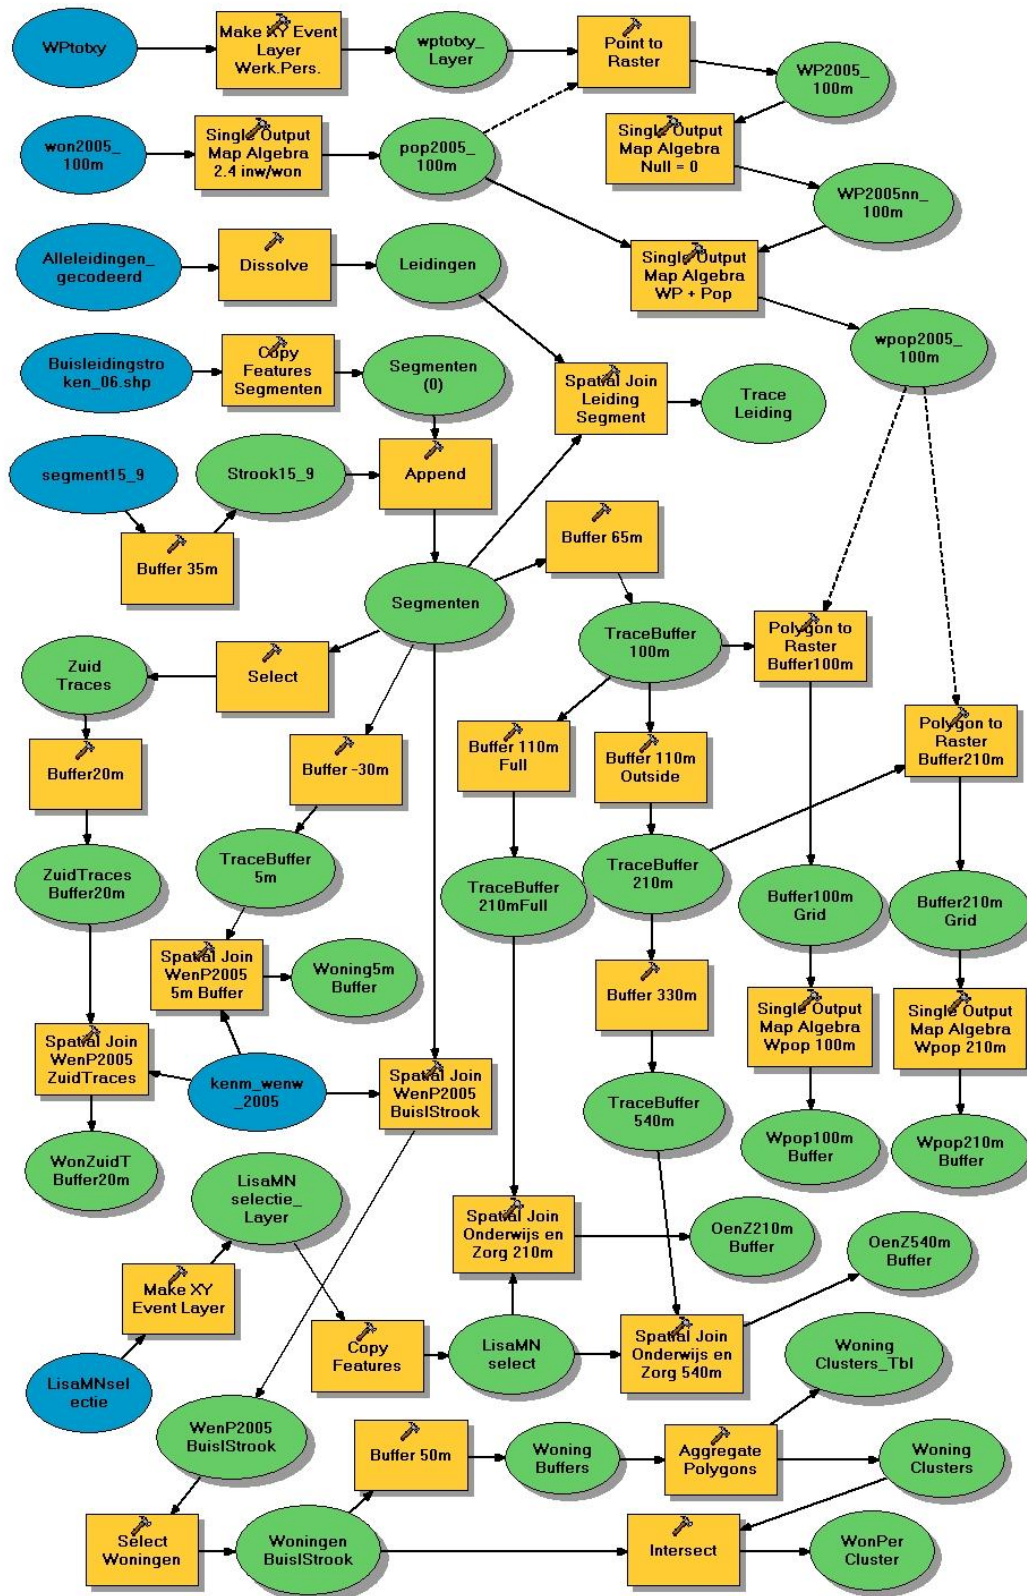 WPtotxy
Make XY Event
Layer
Werk.Pers.
wptotxy_
Layer
Point to
Raster
WP2005_
100m
won2005_
100m
Single Output
Map Algebra
2.4 inw/won
pop2005_
100m
Single Output
Map Algebra
Null = 0
WP2005nn_
100m
Alleleidingen_
gecodeerd
Dissolve
Leidingen
Single Output
Map Algebra
WP + Pop
wpop2005_
100m
Buisleidingstro
ken_06.shp
Copy
Features
Segmenten
Segmenten
(0)
Spatial Join
Leiding
Segment
Trace
Leiding
segment15_9
Strook15_9
Append
Buffer 35m
Buffer 65m
Segmenten
Zuid
Traces
Select
TraceBuffer
100m
Polygon to
Raster
Buffer100m
Buffer20m
Buffer -30m
Buffer 110m
Full
Buffer 110m
Outside
Polygon to
Raster
Buffer210m
ZuidTraces
Buffer20m
TraceBuffer
5m
TraceBuffer
210mFull
TraceBuffer
210m
Buffer100m
Grid
Buffer210m
Grid
Spatial Join
WenP2005
5m Buffer
Woning5m
Buffer
Buffer 330m
Single Output
Map Algebra
Wpop 100m
Single Output
Map Algebra
Wpop 210m
Spatial Join
WenP2005
ZuidTraces
kenm_wenw
_2005
Spatial Join
WenP2005
BuislStrook
TraceBuffer
540m
Wpop100m
Buffer
Wpop210m
Buffer
WonZuidT
Buffer20m
LisaMN
selectie_
Layer
Spatial Join
Onderwijs en
Zorg 210m
OenZ210m
Buffer
OenZ540m
Buffer
Make XY
Event Layer
Copy
Features
LisaMN
select
Spatial Join
Onderwijs en
Zorg 540m
Woning
Clusters_Tbl
LisaMNsel
ectie
WenP2005
BuislStrook
Buffer 50m
Woning
Buffers
Aggregate
Polygons
Woning
Clusters
Select
Woningen
Woningen
BuislStrook
Intersect
WonPer
Cluster